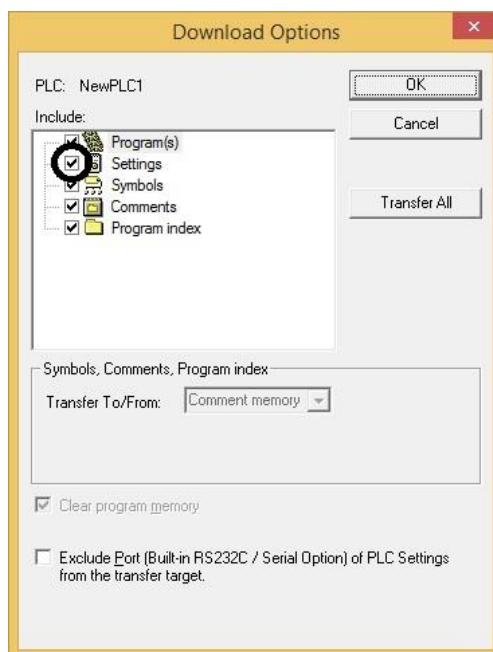 Download Options
PLC: NewPLC1
OK
Include:
Cancel
Program(s)
Settings
Symbols
Transfer All
Comments
Program index
Symbols, Comments, Program index
Transfer To/From: Comment memory
Clear program memory
Exclude Port (Built-in RS232C / Serial Option) of PLC Settings
from the transfer target.